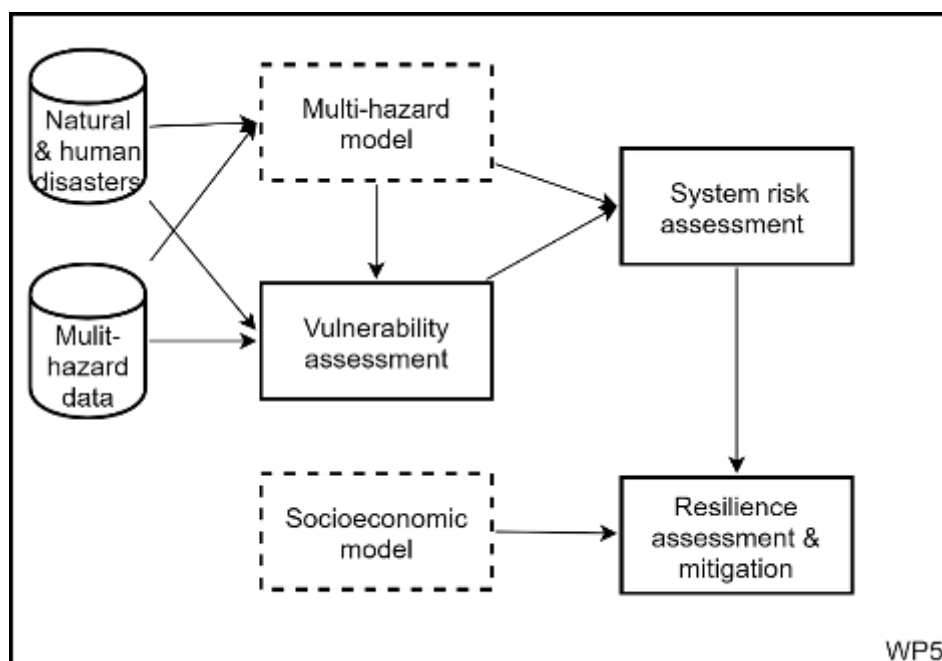 Natural
& human
disasters
Multi-hazard
model
System risk
assessment
Mulit-
hazard
data
Vulnerability
assessment
Socioeconomic
model
Resilience
assessment &
mitigation
WP5